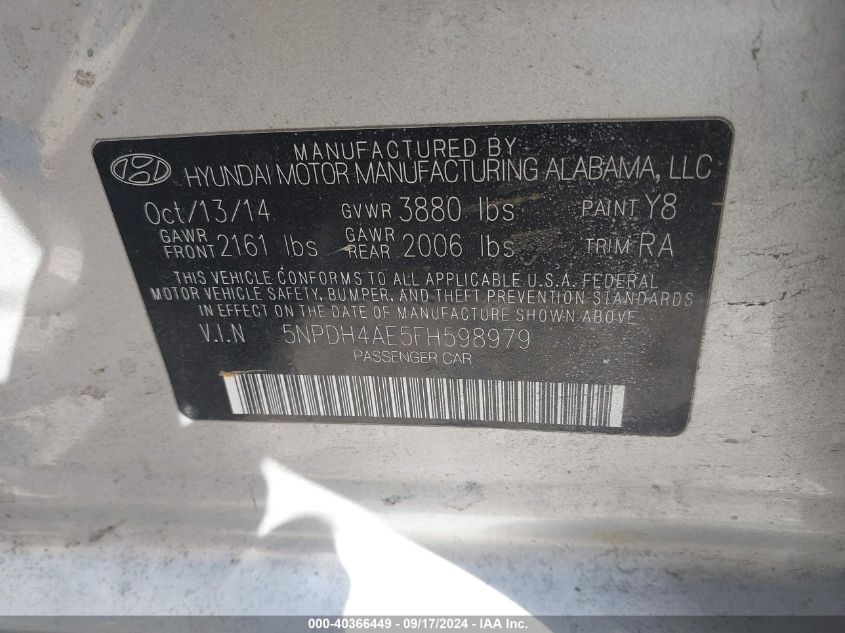 MANUFACTURED BY
HYUNDAI MOTOR MANUFACTURING ALABAMA, LLC
Oct/13/14 GVWR 3880 lbs PAINT Y8
GAWR FRONT 2161 lbs GAWR REAR 2006 lbs TRIM RA
THIS VEHICLE CONFORMS TO ALL APPLICABLE U.S.A. FEDERAL
MOTOR VEHICLE SAFETY, BUMPER, AND THEFT PREVENTION STANDARDS
IN EFFECT ON THE DATE OF MANUFACTURE SHOWN ABOVE.
V.I.N 5NPDH4AE5FH598979
PASSENGER CAR
000-40366449 - 09/17/2024 - IAA Inc.